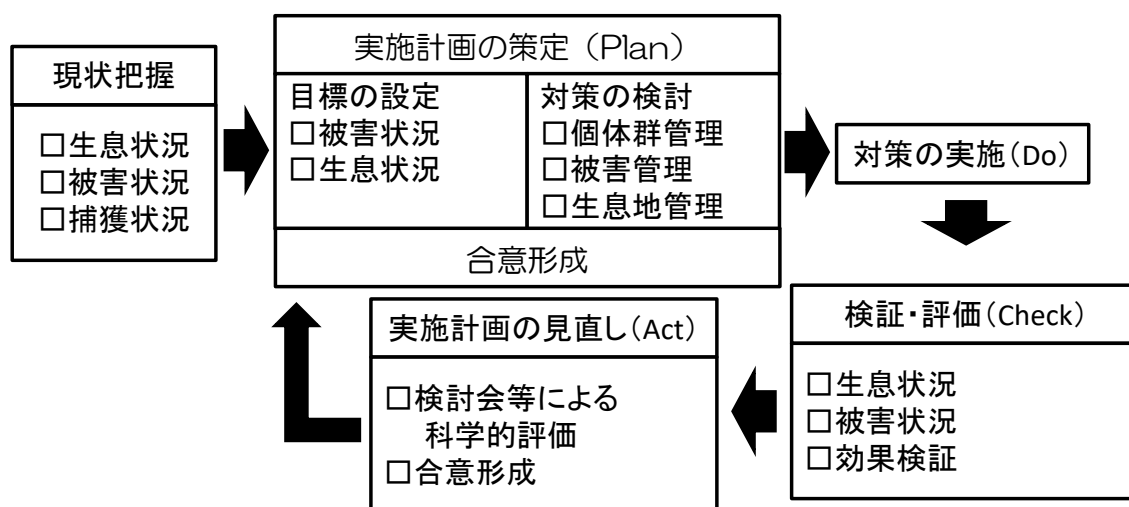 現状把握
□生息状況
□被害状況
□捕獲状況
実施計画の策定（Plan）
目標の設定
□被害状況
□生息状況
対策の検討
□個体群管理
□被害管理
□生息地管理
合意形成
対策の実施（Do）
検証・評価（Check）
□生息状況
□被害状況
□効果検証
実施計画の見直し（Act）
□検討会等による
科学的評価
□合意形成